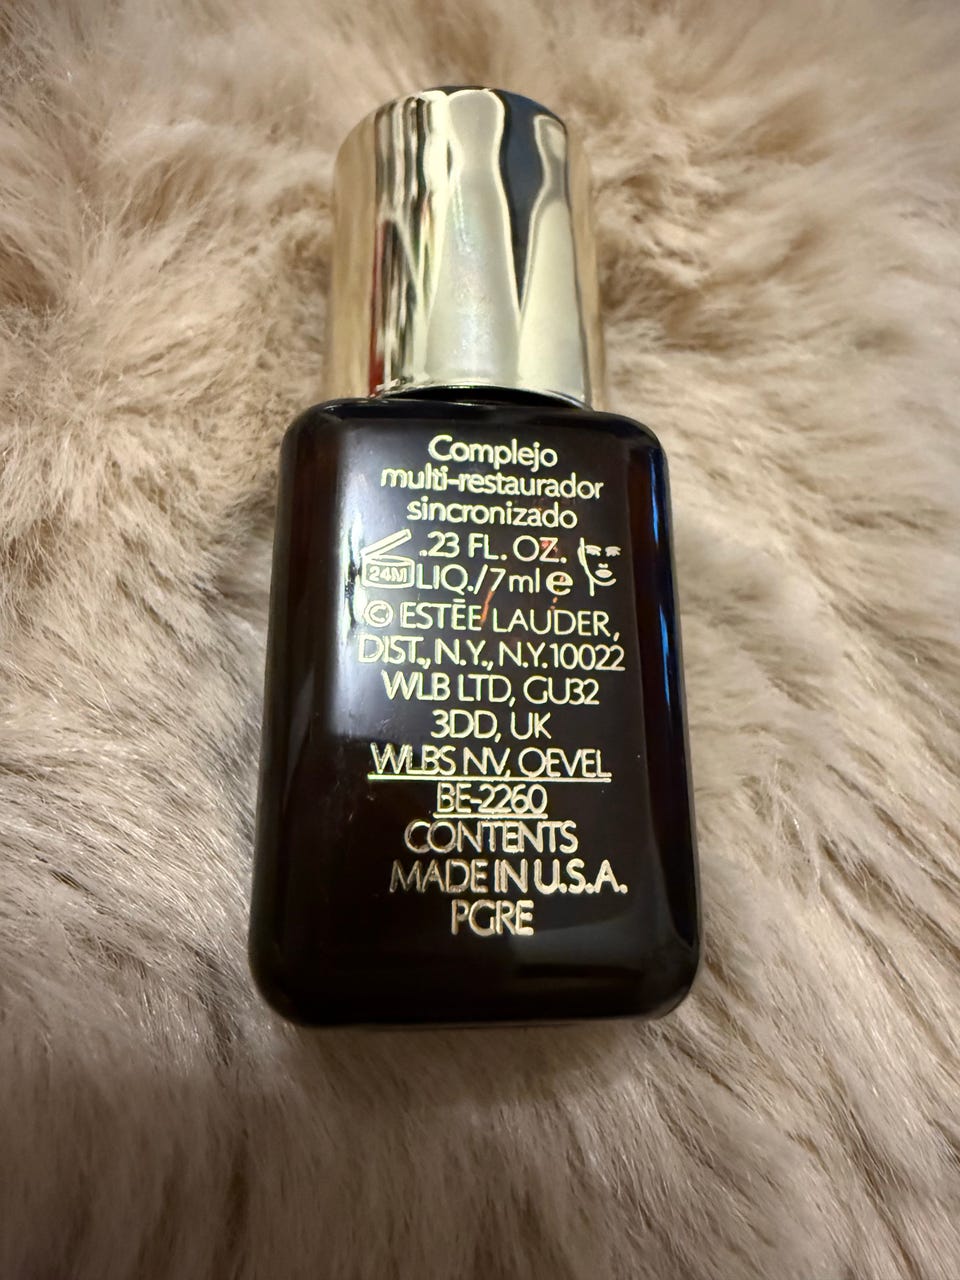 Complejo
multi-restaurador
sincronizado
.23 FL. OZ.
24M LIQ./7ml e
© ESTĒE LAUDER,
DIST., N.Y., N.Y. 10022
WLB LTD, GU32
3DD, UK
WLBS NV, OEVEL
BE-2260
CONTENTS
MADE IN U.S.A.
PGRE